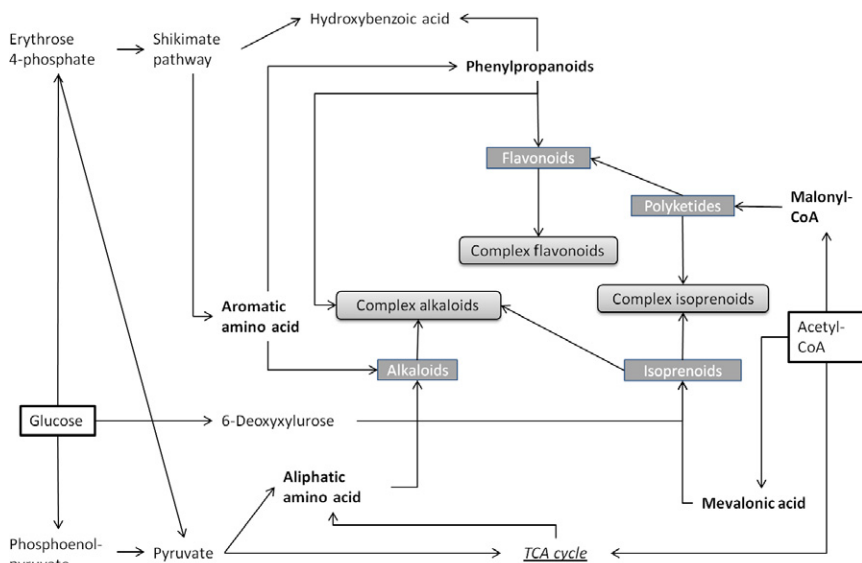 Hydroxybenzoic acid
Erythrose
4-phosphate
Shikimate
pathway
Phenylpropanoids
Flavonoids
Polyketides
Malonyl-
CoA
Complex flavonoids
Aromatic
amino acid
Complex alkaloids
Complex isoprenoids
Acetyl-
CoA
Alkaloids
Isoprenoids
Glucose
6-Deoxyxylurose
Aliphatic
amino acid
Mevalonic acid
Phosphoenol-
pyruvate
Pyruvate
TCA cycle